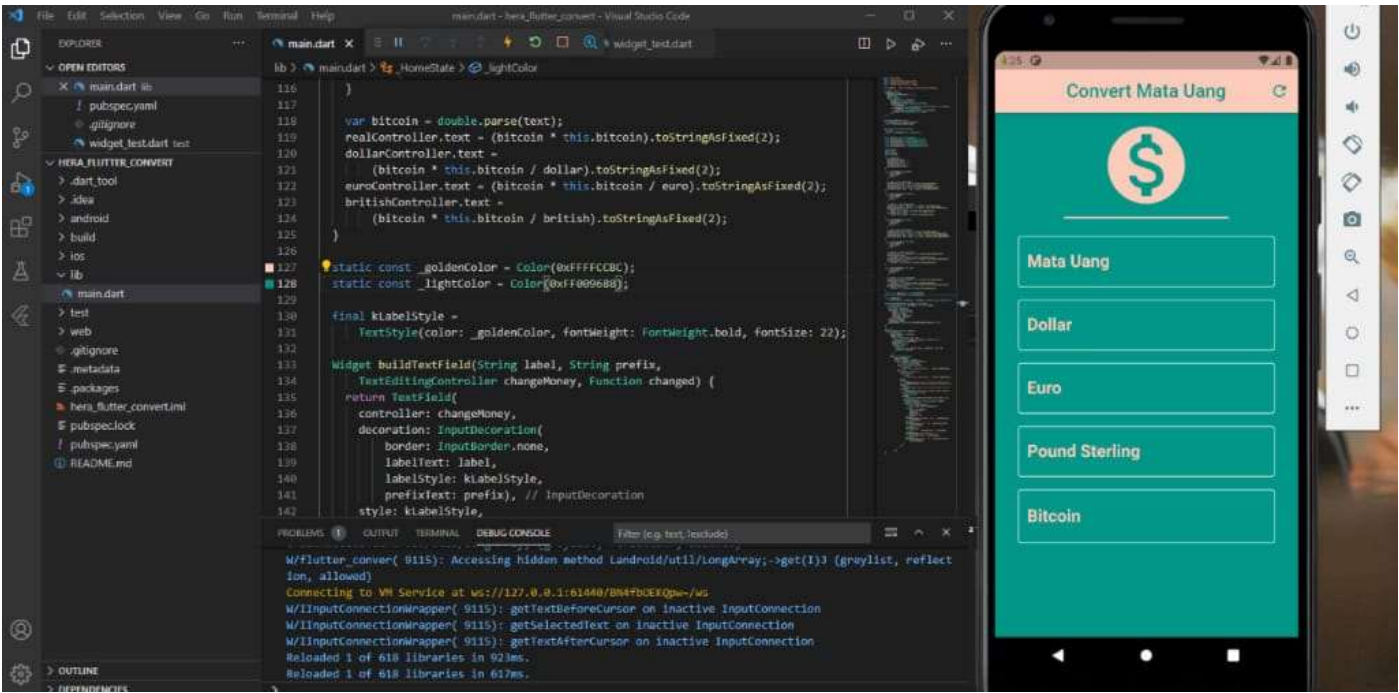 File Edit Selection View Go Run Terminal Help
main.dart - hera_flutter_convert - Visual Studio Code
EXPLORER
OPEN EDITORS
main.dart lib
pubspec.yaml
.gitignore
widget_test.dart test
HERA_FLUTTER_CONVERT
.dart_tool
.idea
android
build
ios
lib
main.dart
test
web
.gitignore
.metadata
.packages
hera_flutter_convert.iml
pubspec.lock
pubspec.yaml
README.md
OUTLINE
DEPENDENCIES
main.dart
widget_test.dart
lib > main.dart > _HomeState > _lightColor
116 }
117
118 var bitcoin = double.parse(text);
119 realController.text = (bitcoin * this.bitcoin).toStringAsFixed(2);
120 dollarController.text =
121 (bitcoin * this.bitcoin / dollar).toStringAsFixed(2);
122 euroController.text = (bitcoin * this.bitcoin / euro).toStringAsFixed(2);
123 britishController.text =
124 (bitcoin * this.bitcoin / british).toStringAsFixed(2);
125 }
126
127 static const _goldenColor = Color(0xFFFFCCBC);
128 static const _lightColor = Color(0xFF009688);
129
130 final kLabelStyle =
131 TextStyle(color: _goldenColor, fontWeight: FontWeight.bold, fontSize: 22);
132
133 Widget buildTextField(String label, String prefix,
134 TextEditingController changeMoney, Function changed) {
135 return TextField(
136 controller: changeMoney,
137 decoration: InputDecoration(
138 border: InputBorder.none,
139 labelText: label,
140 labelStyle: kLabelStyle,
141 prefixText: prefix), // InputDecoration
142 style: kLabelStyle,
PROBLEMS 1 OUTPUT TERMINAL DEBUG CONSOLE
Filter (e.g. text, !exclude)
W/flutter_conver( 9115): Accessing hidden method Landroid/util/LongArray;->get(I)J (greylist, reflect
ion, allowed)
Connecting to VM Service at ws://127.0.0.1:61440/
W/IInputConnectionWrapper( 9115): getTextBeforeCursor on inactive InputConnection
W/IInputConnectionWrapper( 9115): getSelectedText on inactive InputConnection
W/IInputConnectionWrapper( 9115): getTextAfterCursor on inactive InputConnection
Reloaded 1 of 618 libraries in 923ms.
Reloaded 1 of 618 libraries in 617ms.
4:25
Convert Mata Uang
$
Mata Uang
Dollar
Euro
Pound Sterling
Bitcoin